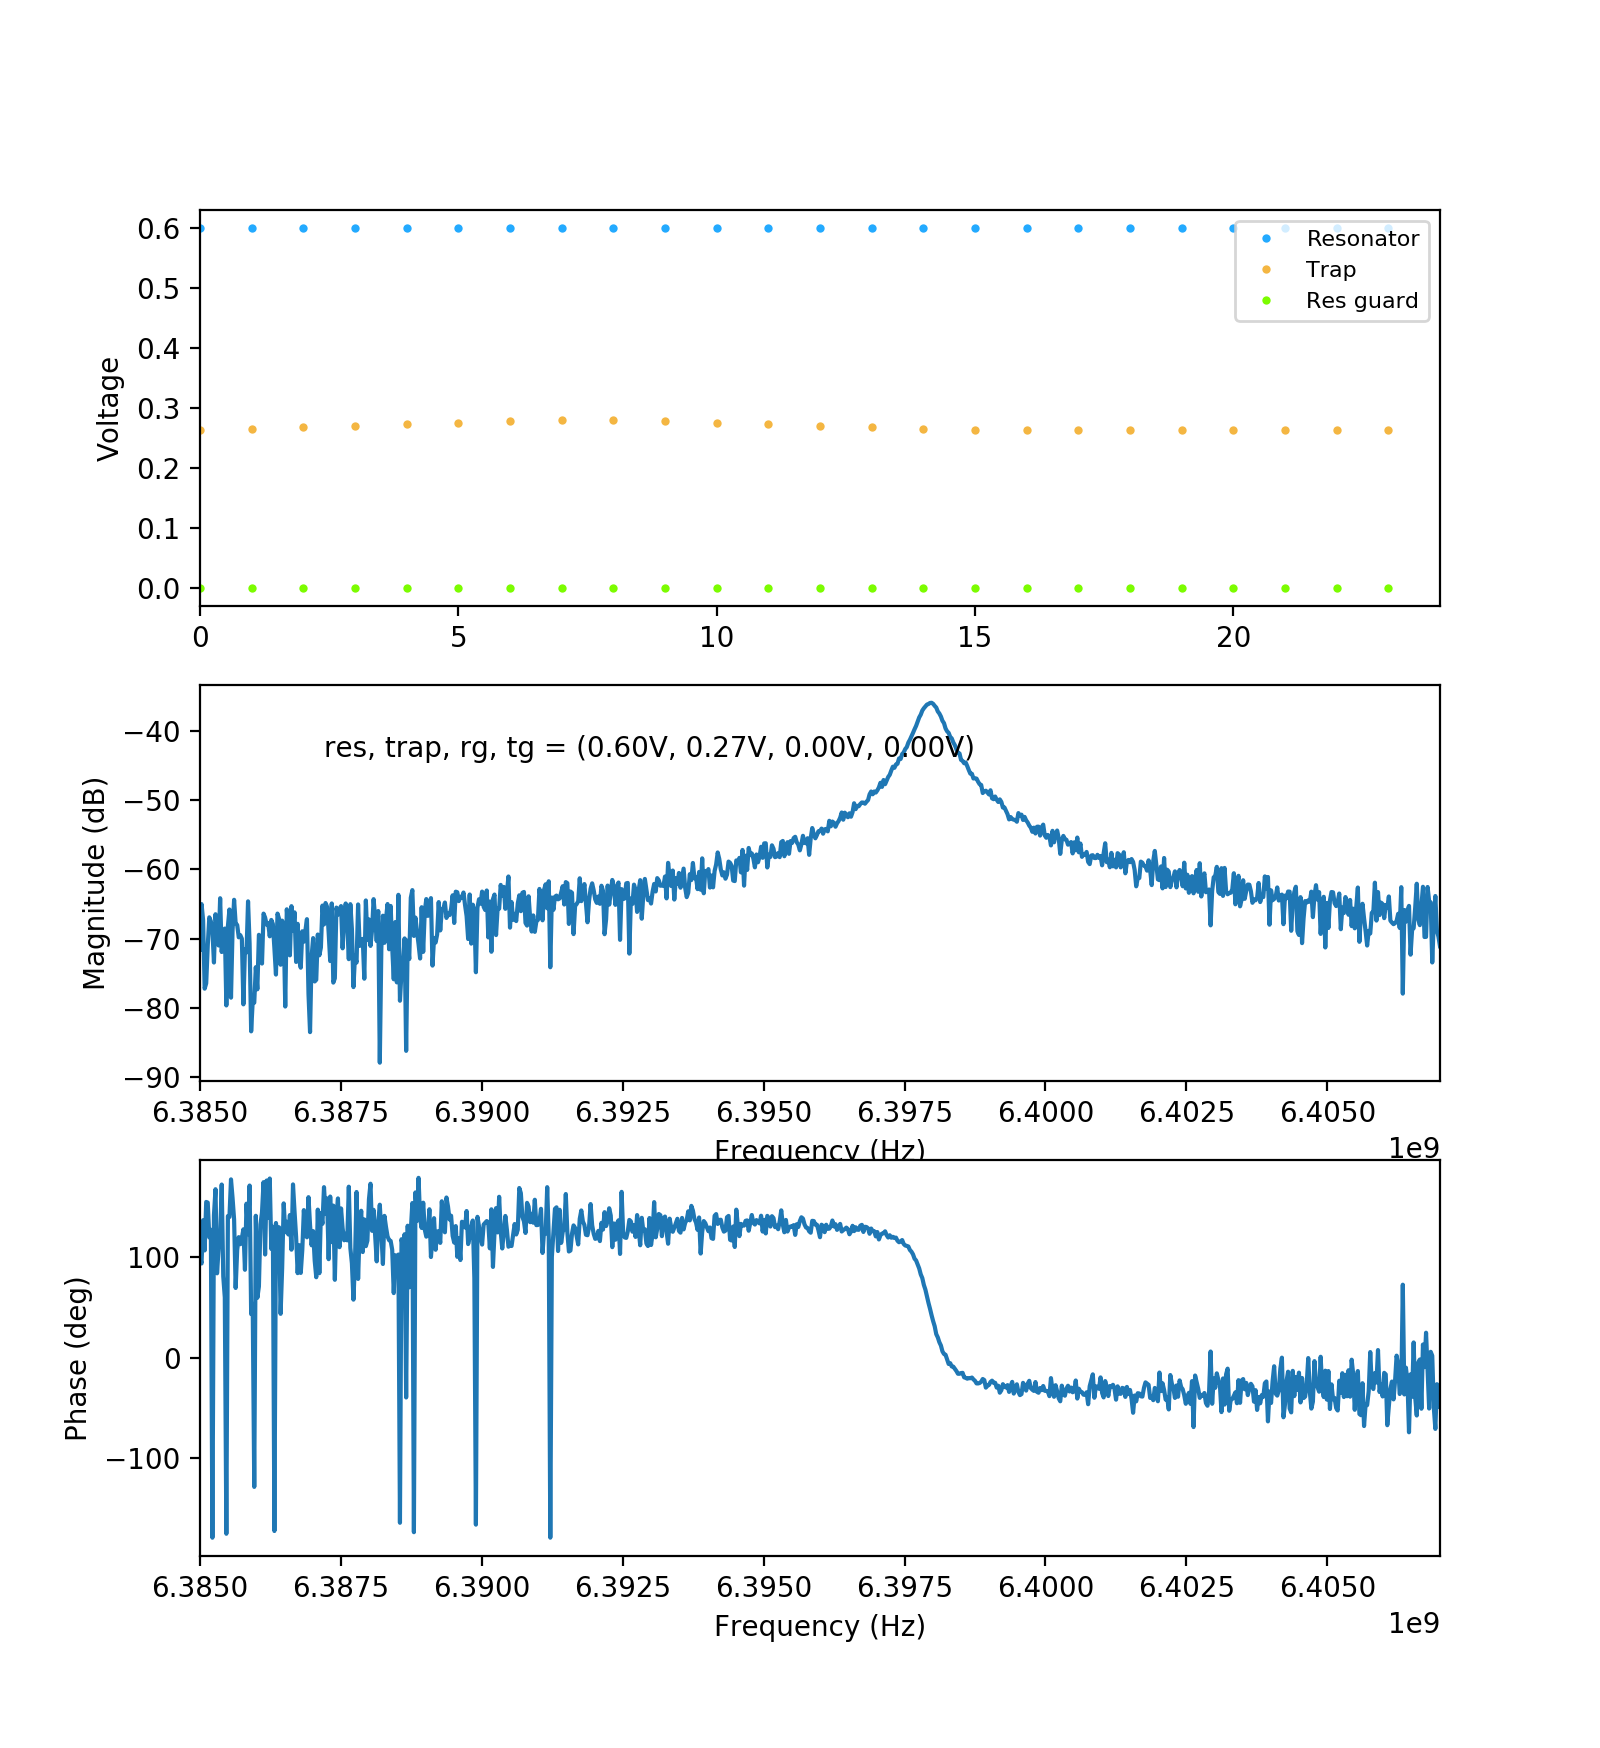 0.6
0.5
0.4
0.3
0.2
0.1
0.0
Voltage
Resonator
Trap
Res guard
0 5 10 15 20
−40
−50
−60
−70
−80
−90
Magnitude (dB)
res, trap, rg, tg = (0.60V, 0.27V, 0.00V, 0.00V)
6.3850 6.3875 6.3900 6.3925 6.3950 6.3975 6.4000 6.4025 6.4050
Frequency (Hz)
1e9
100
0
−100
Phase (deg)
6.3850 6.3875 6.3900 6.3925 6.3950 6.3975 6.4000 6.4025 6.4050
Frequency (Hz)
1e9